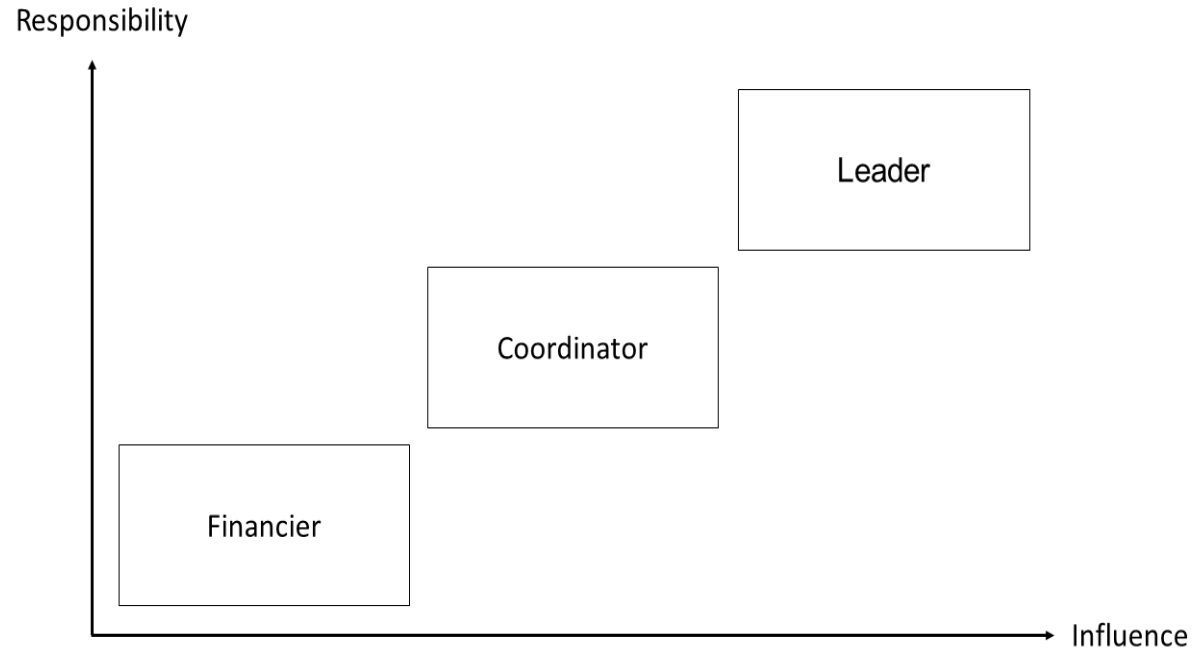 Responsibility
Leader
Coordinator
Financier
Influence